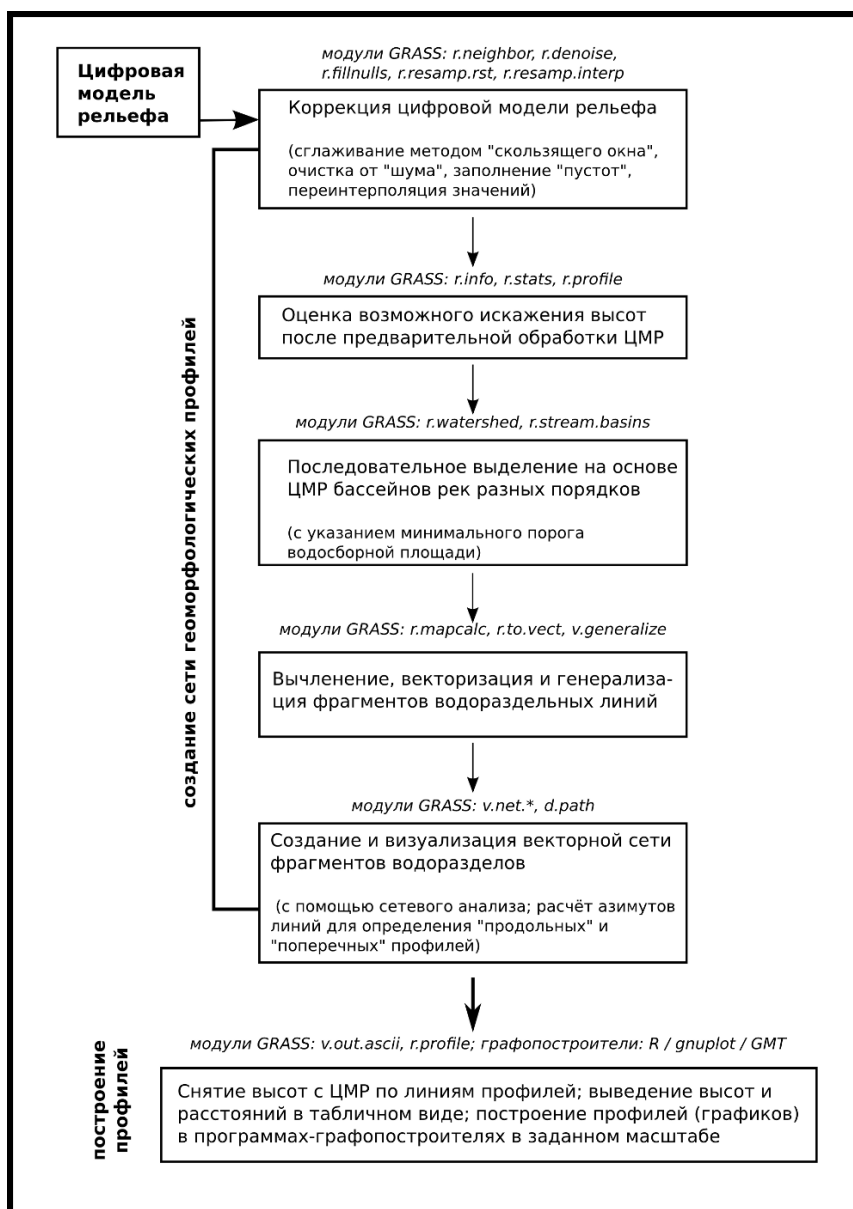 модули GRASS: r.neighbor, r.denoise,
r.fillnulls, r.resamp.rst, r.resamp.interp
Цифровая
модель
рельефа
Коррекция цифровой модели рельефа
(сглаживание методом "скользящего окна",
очистка от "шума", заполнение "пустот",
переинтерполяция значений)
модули GRASS: r.info, r.stats, r.profile
Оценка возможного искажения высот
после предварительной обработки ЦМР
модули GRASS: r.watershed, r.stream.basins
Последовательное выделение на основе
ЦМР бассейнов рек разных порядков
(с указанием минимального порога
водосборной площади)
модули GRASS: r.mapcalc, r.to.vect, v.generalize
Вычленение, векторизация и генерализа-
ция фрагментов водораздельных линий
модули GRASS: v.net.*, d.path
Создание и визуализация векторной сети
фрагментов водоразделов
(с помощью сетевого анализа; расчёт азимутов
линий для определения "продольных" и
"поперечных" профилей)
создание сети геоморфологических профилей
модули GRASS: v.out.ascii, r.profile; графопостроители: R / gnuplot / GMT
Снятие высот с ЦМР по линиям профилей; выведение высот и
расстояний в табличном виде; построение профилей (графиков)
в программах-графопостроителях в заданном масштабе
построение
профилей